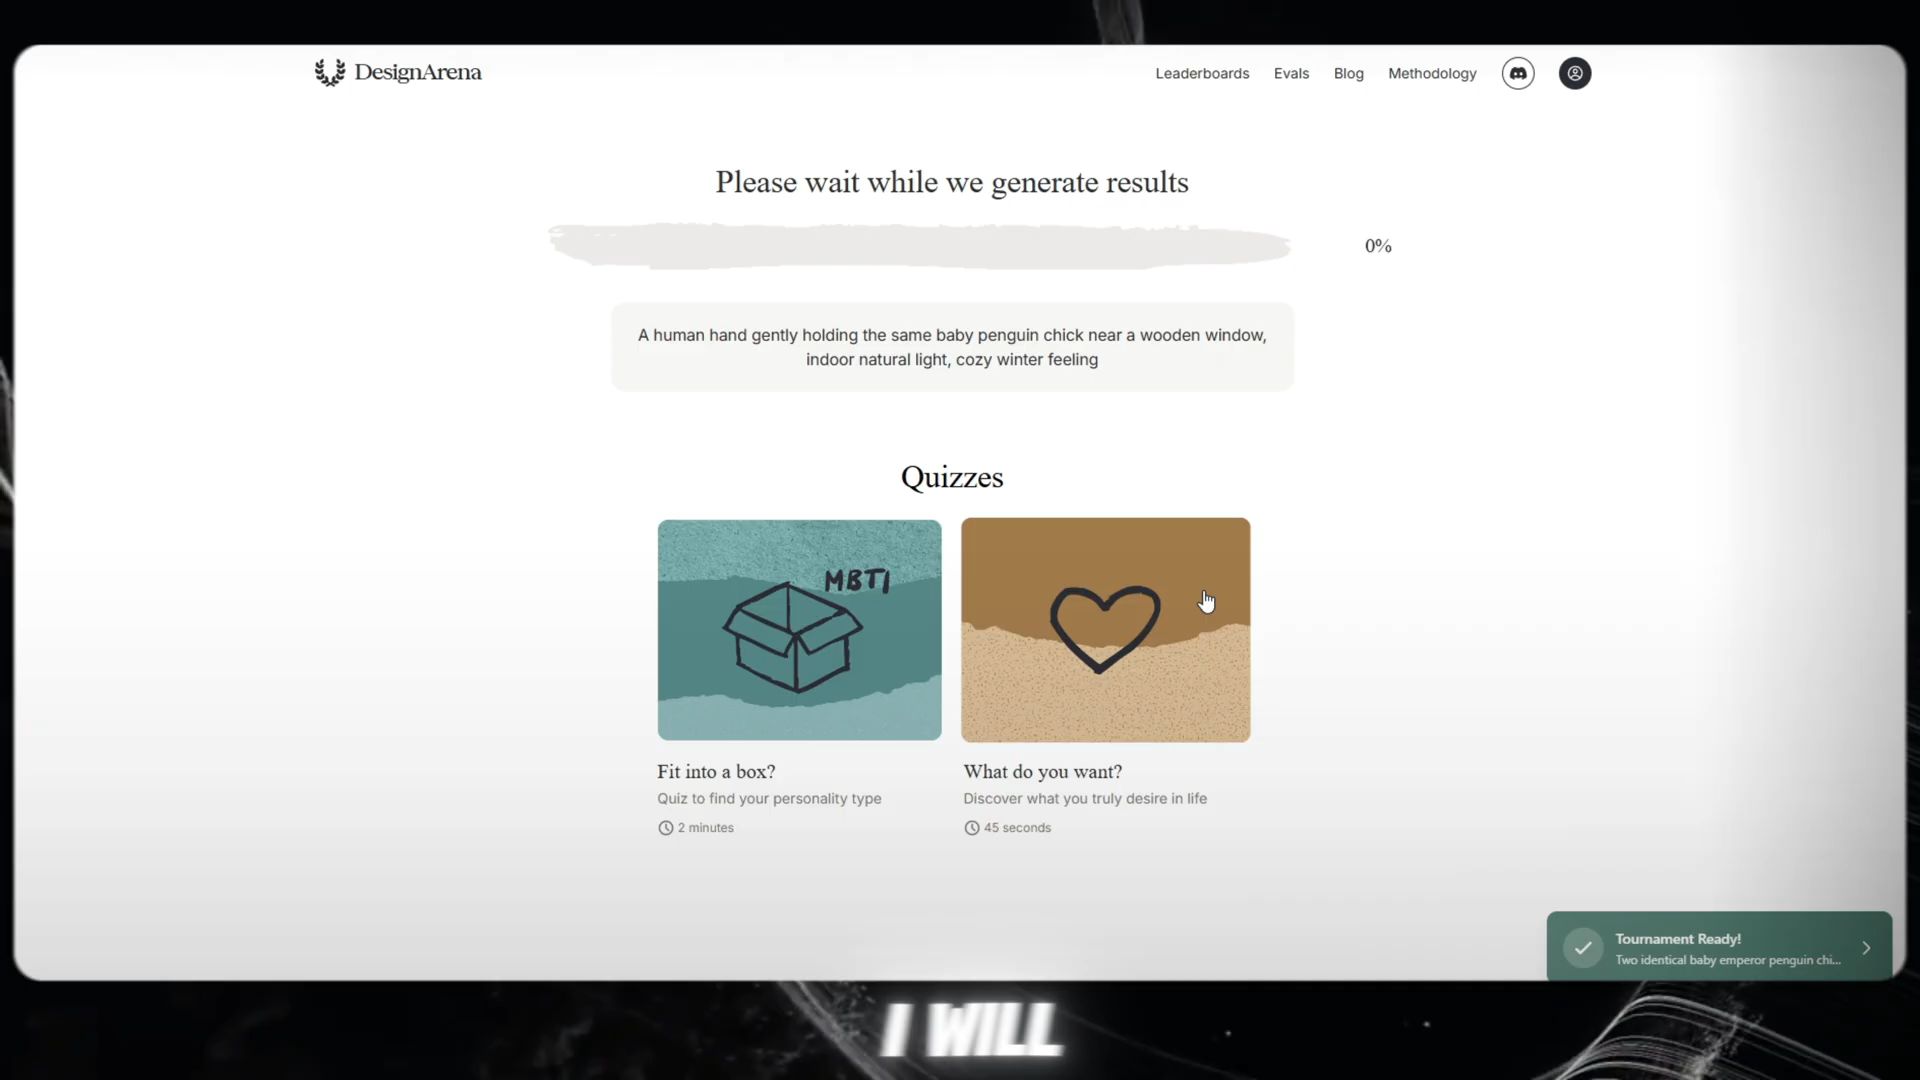 DesignArena
Leaderboards Evals Blog Methodology
Please wait while we generate results
0%
A human hand gently holding the same baby penguin chick near a wooden window,
indoor natural light, cozy winter feeling
Quizzes
MBTI
Fit into a box?
Quiz to find your personality type
2 minutes
What do you want?
Discover what you truly desire in life
45 seconds
Tournament Ready!
Two identical baby emperor penguin chi...
I WILL